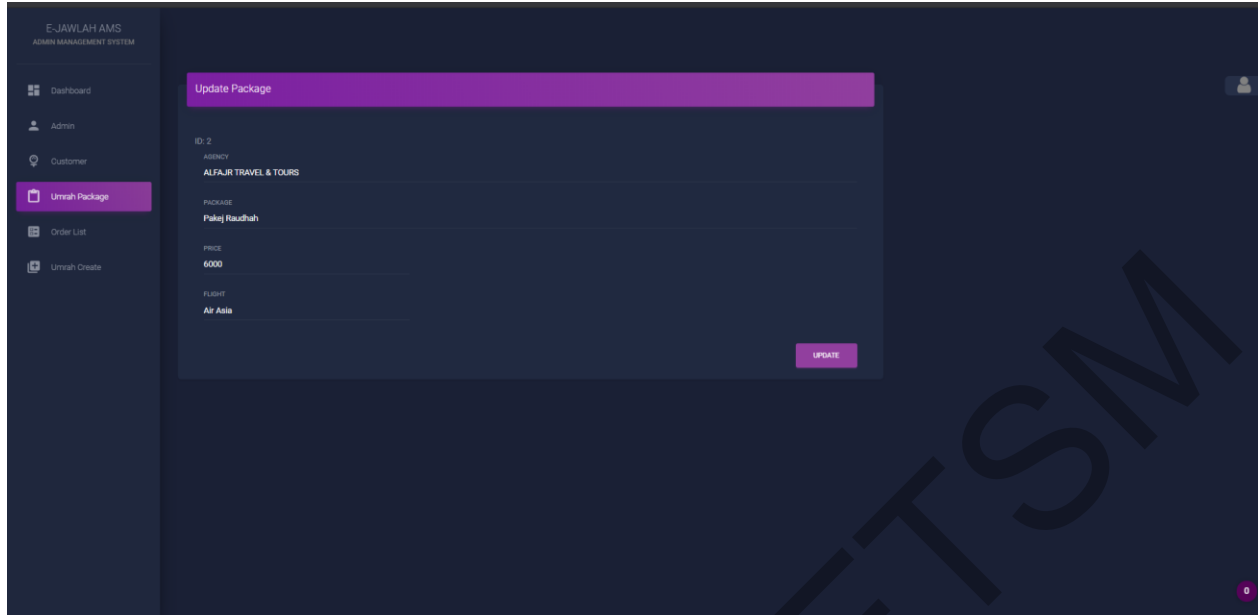 E-JAWLAH AMS
ADMIN MANAGEMENT SYSTEM
Dashboard
Admin
Customer
Umrah Package
Order List
Umrah Create
Update Package
ID: 2
AGENCY
ALFAJR TRAVEL & TOURS
PACKAGE
Pakej Raudhah
PRICE
6000
FLIGHT
Air Asia
UPDATE
0
FTSM